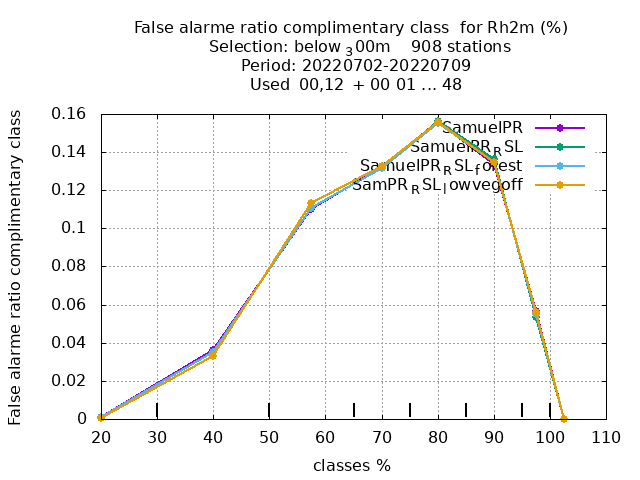 False alarme ratio complimentary class  for Rh2m (%)
Selection: below ₃00m    908 stations
Period: 20220702-20220709
Used  00,12  + 00 01 ... 48
False alarme ratio complimentary class
0.16
0.14
0.12
0.1
0.08
0.06
0.04
0.02
0
SamuelPR
SamuelPR_RSL
SamuelPR_RSL_forest
SamPR_RSL_lowvegoff
20 30 40 50 60 70 80 90 100 110
classes %